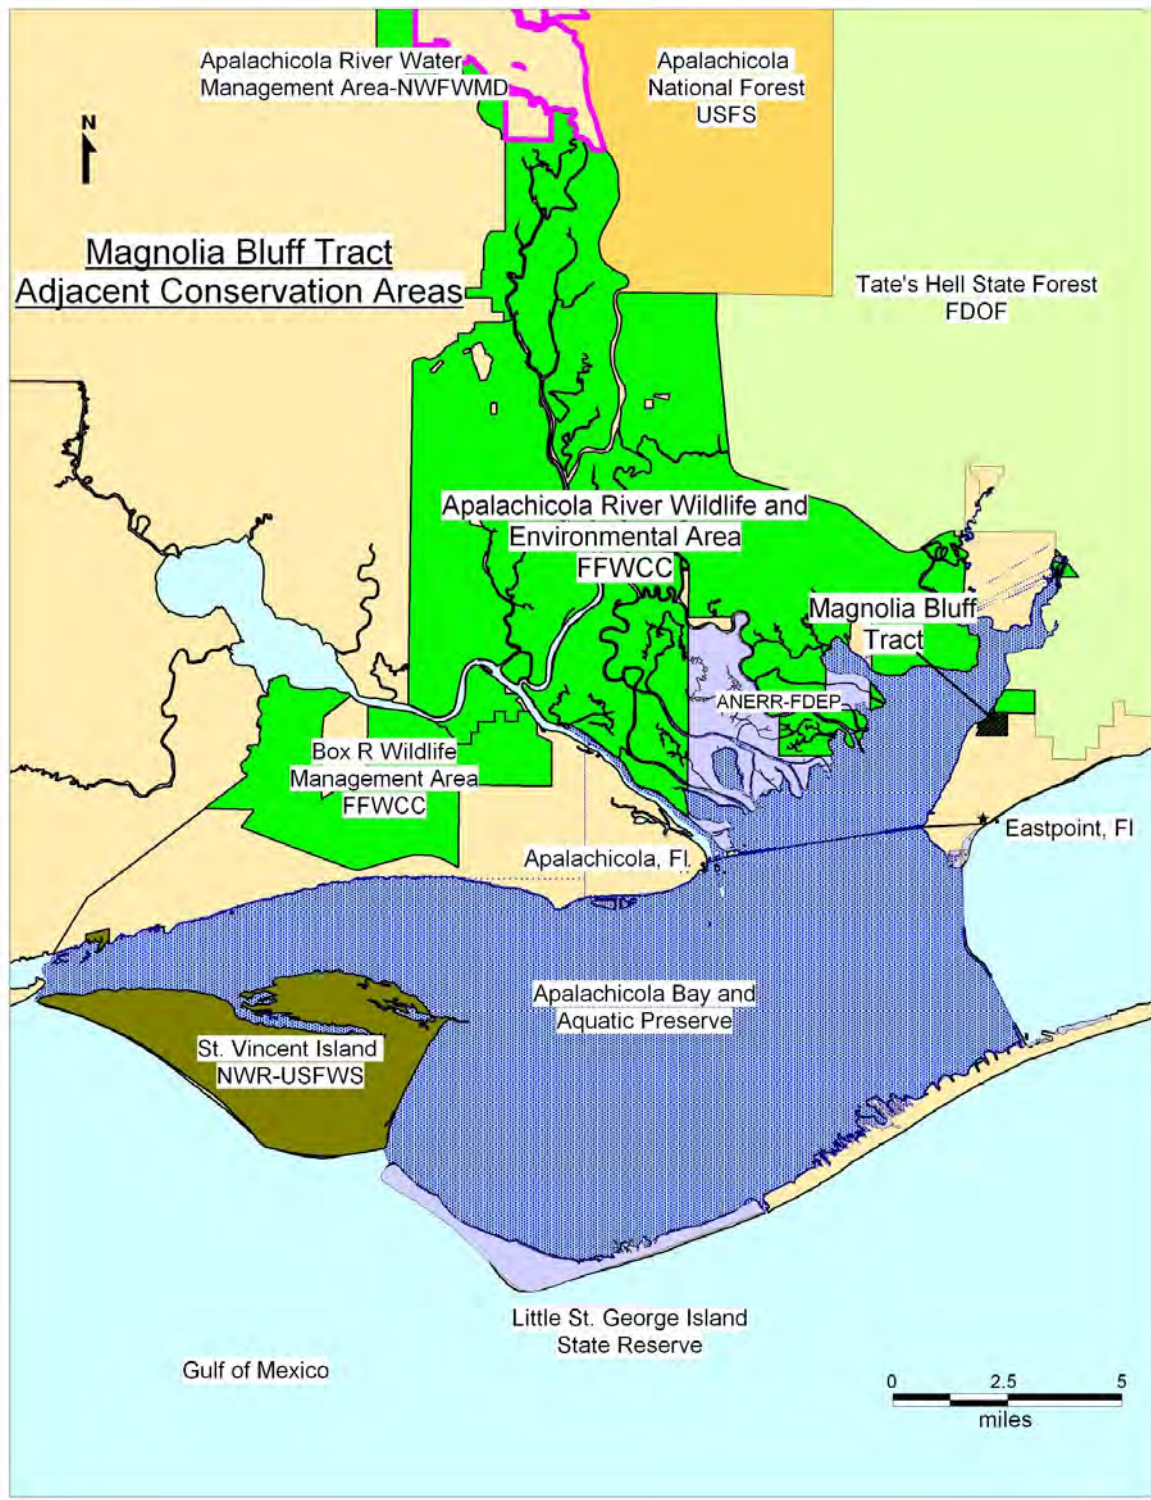 Apalachicola River Water
Management Area-NWFWMD
Apalachicola
National Forest
USFS
N
Magnolia Bluff Tract
Adjacent Conservation Areas
Tate's Hell State Forest
FDOF
Apalachicola River Wildlife and
Environmental Area
FFWCC
Magnolia Bluff
Tract
ANERR-FDEP
Box R Wildlife
Management Area
FFWCC
Eastpoint, Fl
Apalachicola, Fl.
Apalachicola Bay and
Aquatic Preserve
St. Vincent Island
NWR-USFWS
Little St. George Island
State Reserve
Gulf of Mexico
0 2.5 5
miles